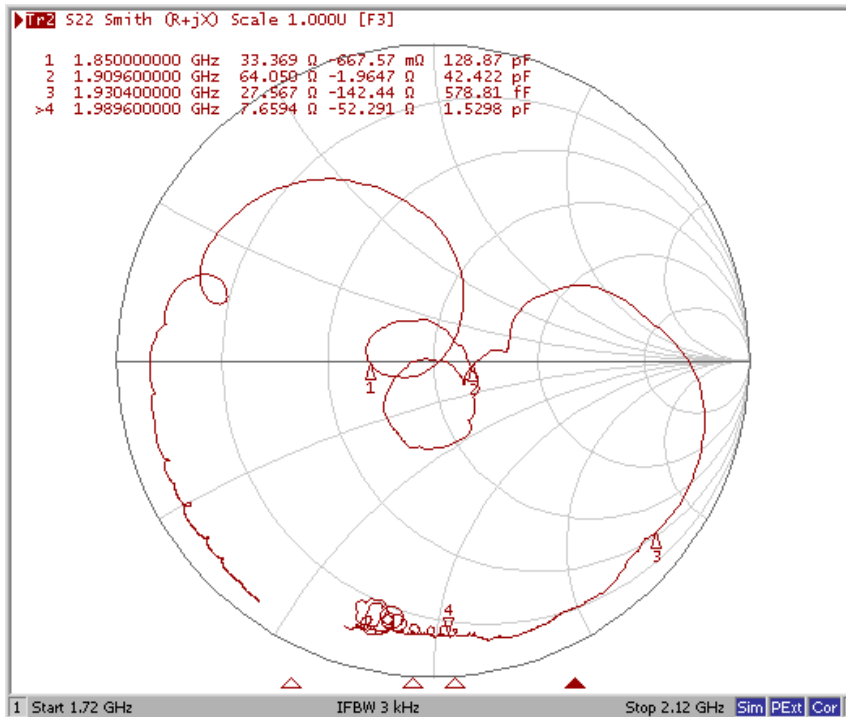 ▶Tr2 S22 Smith (R+jX) Scale 1.000U [F3]
1 1.850000000 GHz 33.369 Ω -667.57 mΩ 128.87 pF
2 1.909600000 GHz 64.050 Ω -1.9647 Ω 42.422 pF
3 1.930400000 GHz 27.567 Ω -142.44 Ω 578.81 fF
>4 1.989600000 GHz 7.6594 Ω -52.291 Ω 1.5298 pF
1
2
3
4
1 Start 1.72 GHz IFBW 3 kHz Stop 2.12 GHz Sim PExt Cor